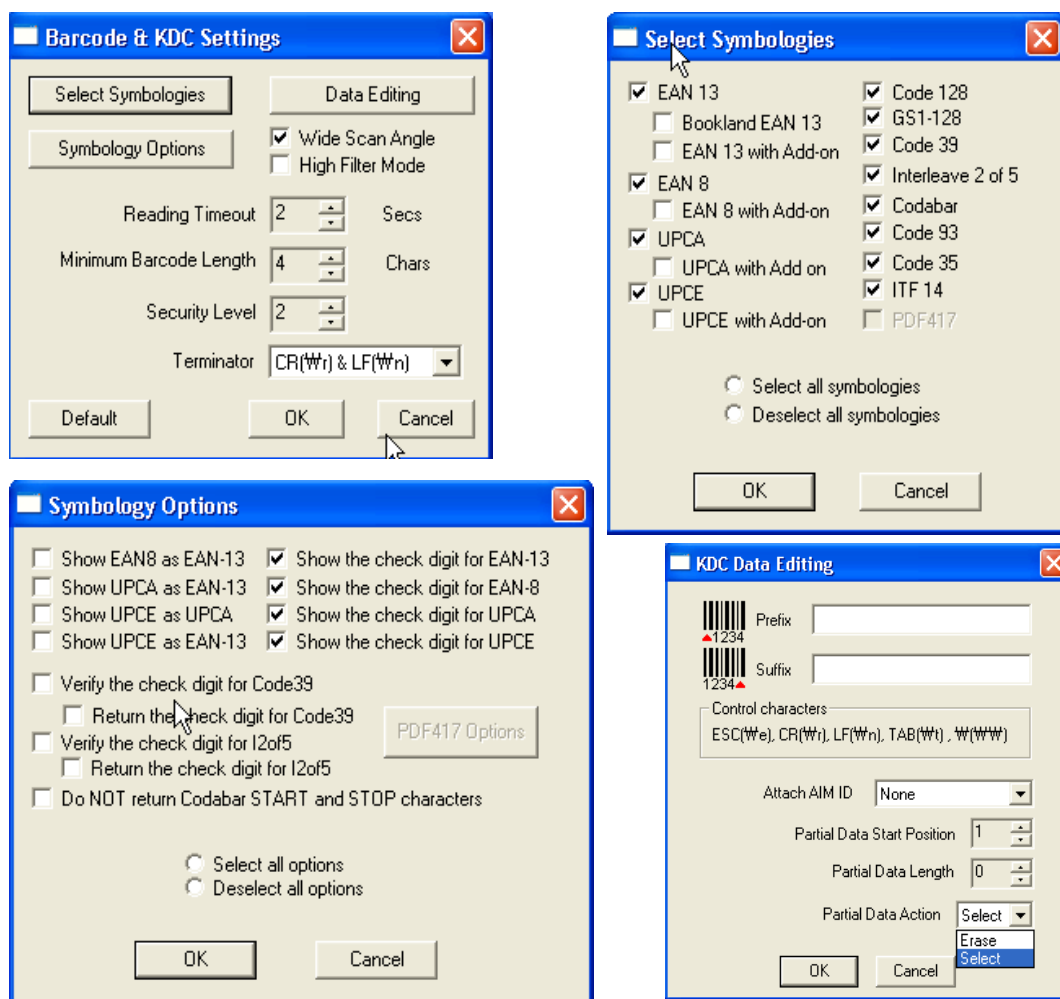 Barcode & KDC Settings
Select Symbologies
Data Editing
Symbology Options
Wide Scan Angle
High Filter Mode
Reading Timeout 2 Secs
Minimum Barcode Length 4 Chars
Security Level 2
Terminator CR(₩r) & LF(₩n)
Default OK Cancel
Select Symbologies
EAN 13
Bookland EAN 13
EAN 13 with Add-on
EAN 8
EAN 8 with Add-on
UPCA
UPCA with Add on
UPCE
UPCE with Add-on
Code 128
GS1-128
Code 39
Interleave 2 of 5
Codabar
Code 93
Code 35
ITF 14
PDF417
Select all symbologies
Deselect all symbologies
OK Cancel
Symbology Options
Show EAN8 as EAN-13 Show the check digit for EAN-13
Show UPCA as EAN-13 Show the check digit for EAN-8
Show UPCE as UPCA Show the check digit for UPCA
Show UPCE as EAN-13 Show the check digit for UPCE
Verify the check digit for Code39
Return the check digit for Code39
PDF417 Options
Verify the check digit for I2of5
Return the check digit for I2of5
Do NOT return Codabar START and STOP characters
Select all options
Deselect all options
OK Cancel
KDC Data Editing
1234 Prefix
1234 Suffix
Control characters
ESC(₩e), CR(₩r), LF(₩n), TAB(₩t) , ₩(₩₩)
Attach AIM ID None
Partial Data Start Position 1
Partial Data Length 0
Partial Data Action Select
Erase
Select
OK Cancel